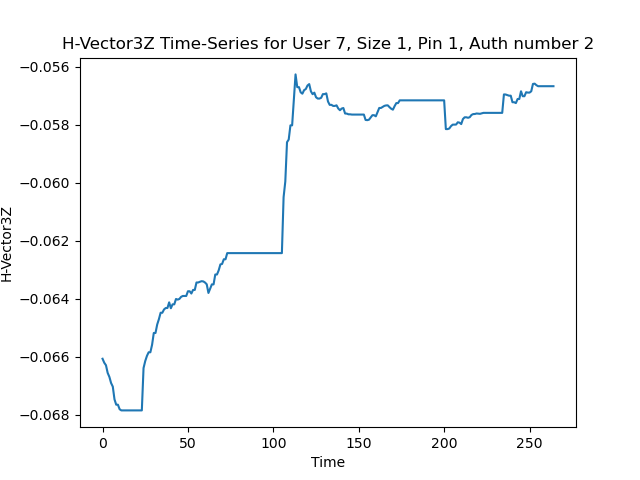 H-Vector3Z Time-Series for User 7, Size 1, Pin 1, Auth number 2
−0.056
−0.058
−0.060
−0.062
−0.064
−0.066
−0.068
H-Vector3Z
0 50 100 150 200 250
Time